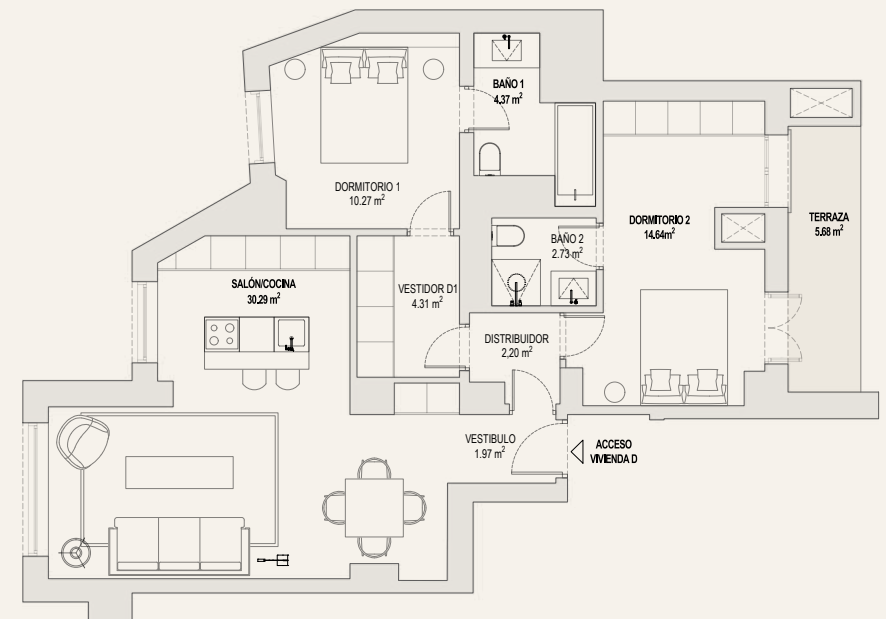 BAÑO 1
4.37 m²
DORMITORIO 1
10.27 m²
DORMITORIO 2
14.64m²
TERRAZA
5.68 m²
BAÑO 2
2.73 m²
SALÓN/COCINA
30.29 m²
VESTIDOR D1
4.31 m²
DISTRIBUIDOR
2,20 m²
VESTIBULO
1.97 m²
ACCESO
VIVIENDA D